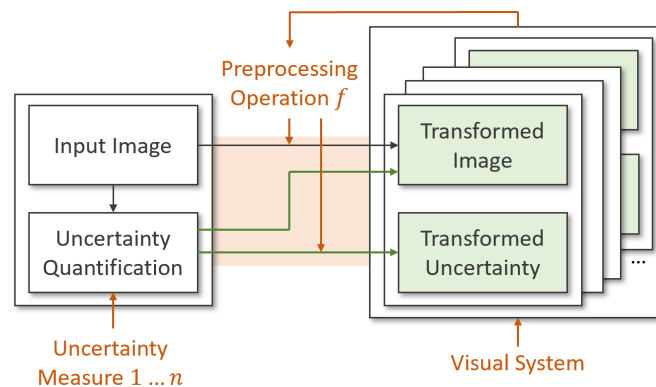 Preprocessing
Operation f
Input Image
Transformed
Image
Uncertainty
Quantification
Transformed
Uncertainty
...
Uncertainty
Measure 1 ... n
Visual System